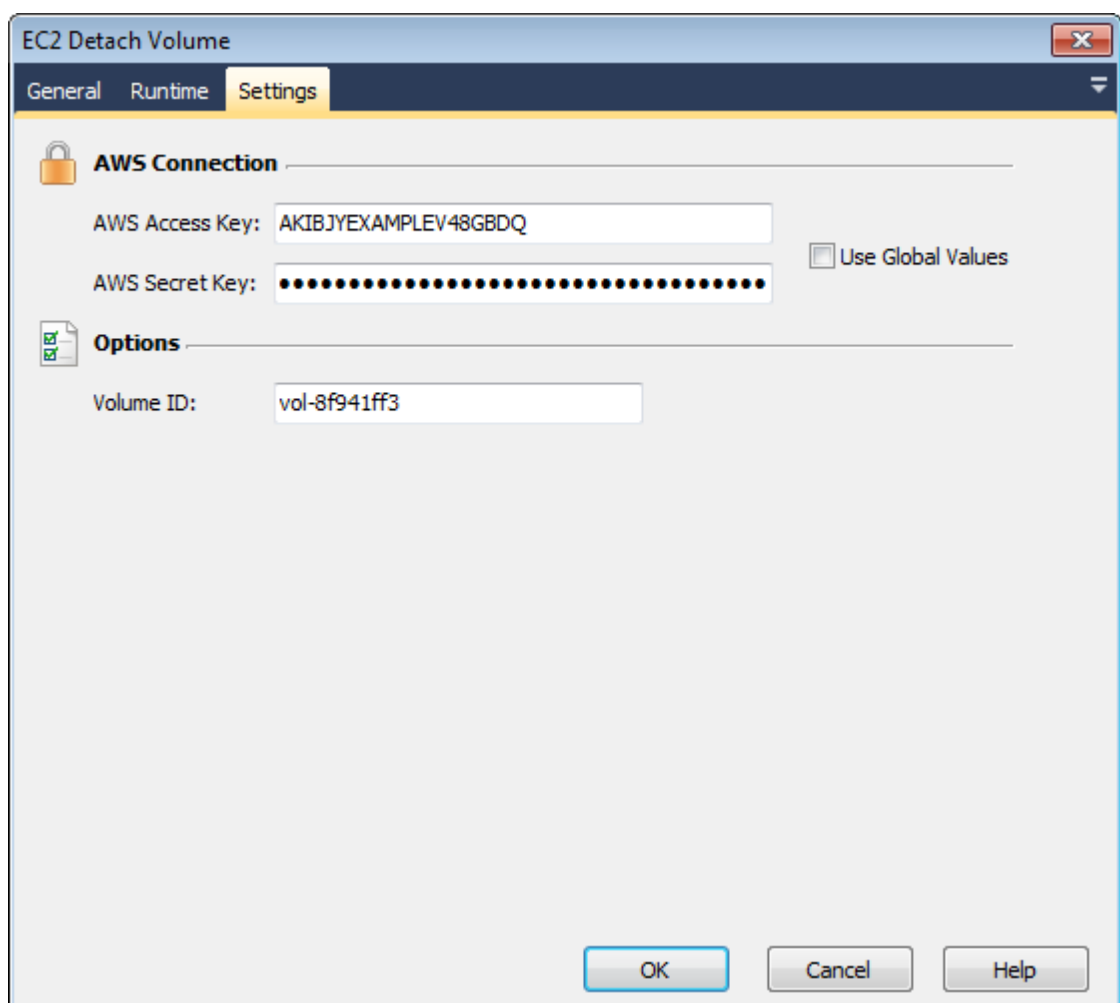 EC2 Detach Volume
General Runtime Settings
AWS Connection
AWS Access Key: AKIBJYEXAMPLEV48GBDQ
Use Global Values
AWS Secret Key: ●●●●●●●●●●●●●●●●●●●●●●●●●●●●●●●●●●●
Options
Volume ID: vol-8f941ff3
OK Cancel Help